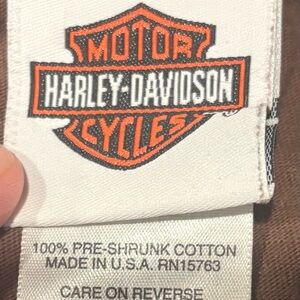 MOTOR
HARLEY-DAVIDSON
CYCLES
100% PRE-SHRUNK COTTON
MADE IN U.S.A. RN15763
CARE ON REVERSE